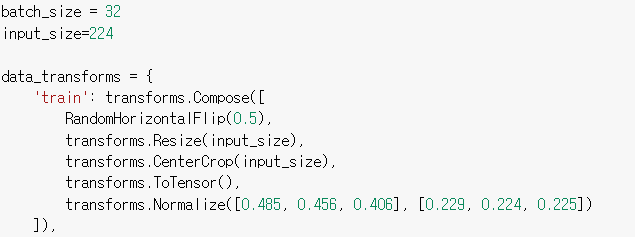 batch_size = 32
input_size=224

data_transforms = {
    'train': transforms.Compose([
        RandomHorizontalFlip(0.5),
        transforms.Resize(input_size),
        transforms.CenterCrop(input_size),
        transforms.ToTensor(),
        transforms.Normalize([0.485, 0.456, 0.406], [0.229, 0.224, 0.225])
    ]),